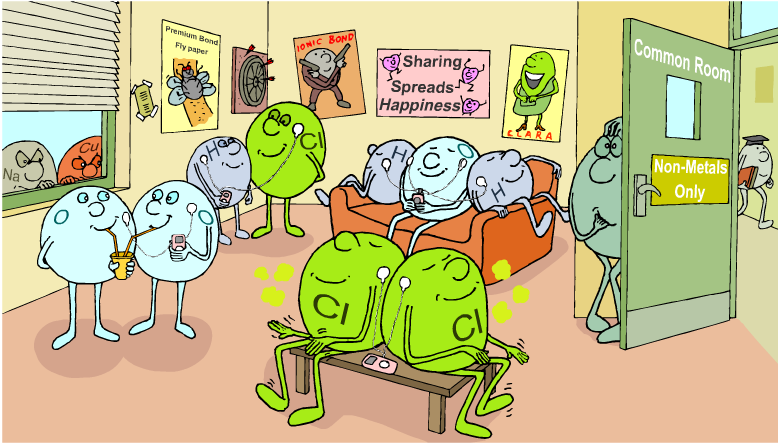 Premium Bond
Fly paper
IONIC BOND
Sharing
Spreads
Happiness
CLARA
Common Room
Non-Metals
Only
Na
Cu
H
Cl
H
H
Cl
Cl